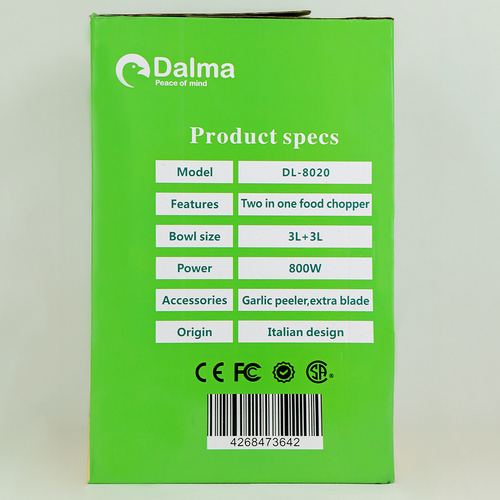 Dalma
Peace of mind
Product specs
Model DL-8020
Features Two in one food chopper
Bowl size 3L+3L
Power 800W
Accessories Garlic peeler,extra blade
Origin Italian design
CE FC SA ®
4268473642